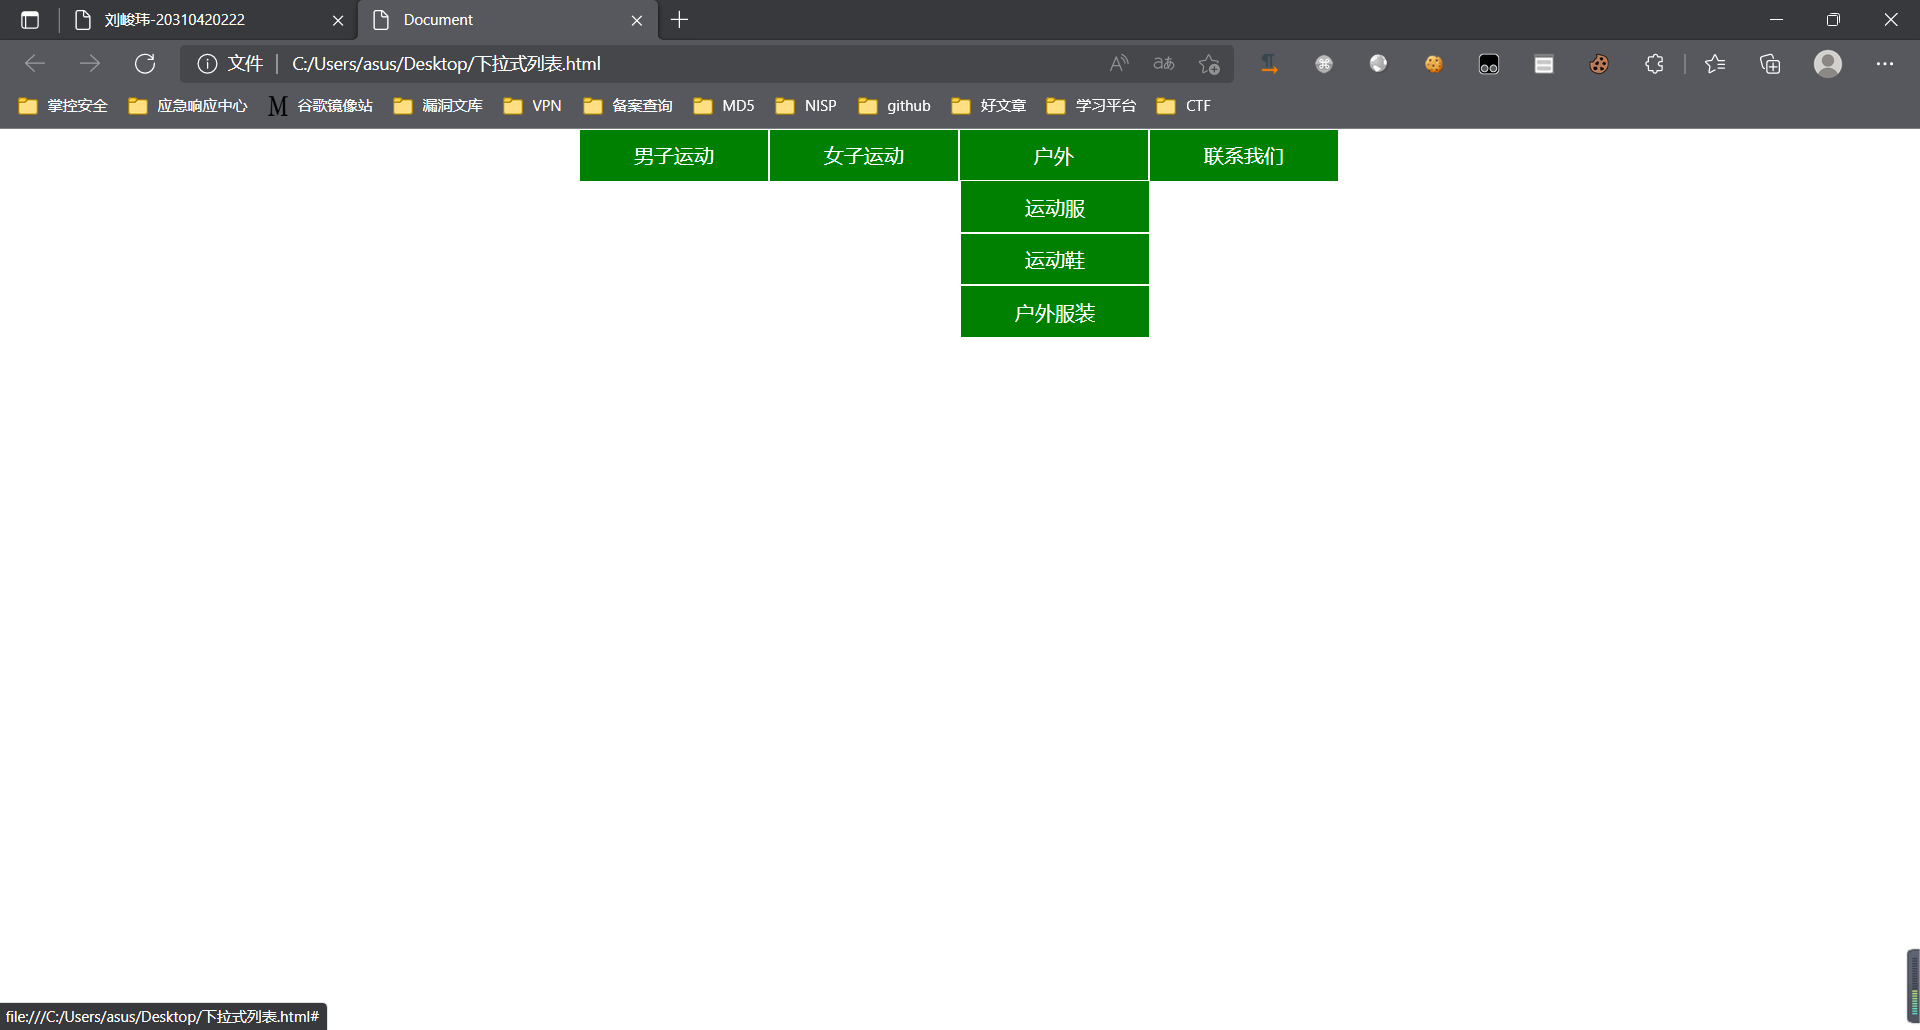 刘峻玮-20310420222
Document
文件
C:/Users/asus/Desktop/下拉式列表.html
掌控安全
应急响应中心
谷歌镜像站
漏洞文库
VPN
备案查询
MD5
NISP
github
好文章
学习平台
CTF
男子运动
女子运动
户外
联系我们
运动服
运动鞋
户外服装
file:///C:/Users/asus/Desktop/下拉式列表.html#